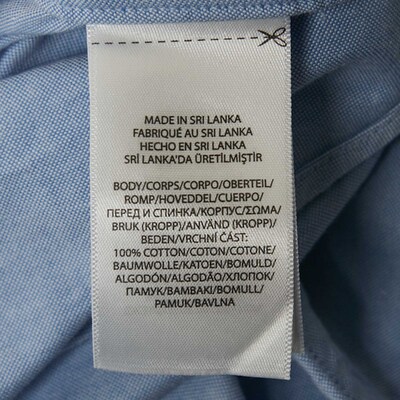 MADE IN SRI LANKA
FABRIQUÉ AU SRI LANKA
HECHO EN SRI LANKA
SRİ LANKA'DA ÜRETİLMİŞTİR
BODY/CORPS/CORPO/OBERTEIL/
ROMP/HOVEDDEL/CUERPO/
ПЕРЕД И СПИНКА/КОРПУС/ΣΩΜΑ/
BRUK (KROPP)/ANVÄND (KROPP)/
BEDEN/VRCHNÍ ČÁST:
100% COTTON/COTON/COTONE/
BAUMWOLLE/KATOEN/BOMULD/
ALGODÓN/ALGODÃO/ХЛОПОК/
ПАМУК/BAMBAKI/BOMULL/
PAMUK/BAVLNA